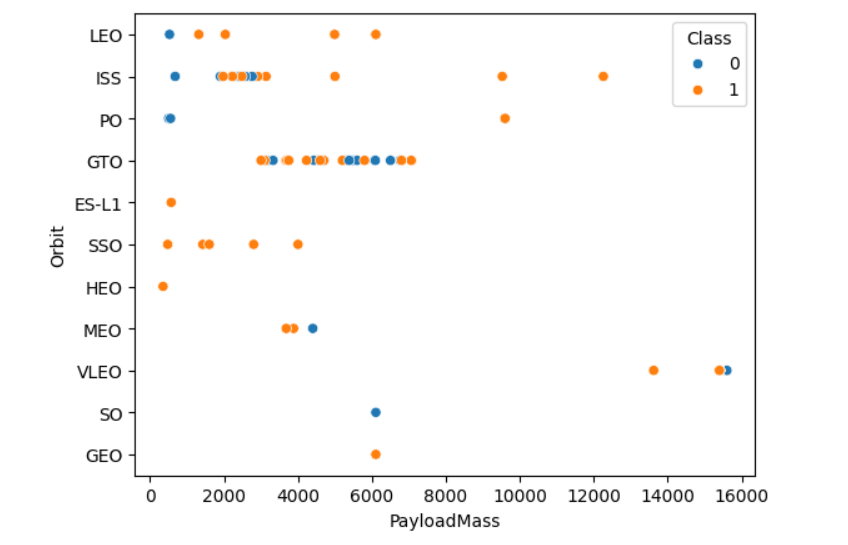 LEO
ISS
PO
GTO
ES-L1
SSO
HEO
MEO
VLEO
SO
GEO
Orbit
Class
0
1
0 2000 4000 6000 8000 10000 12000 14000 16000
PayloadMass